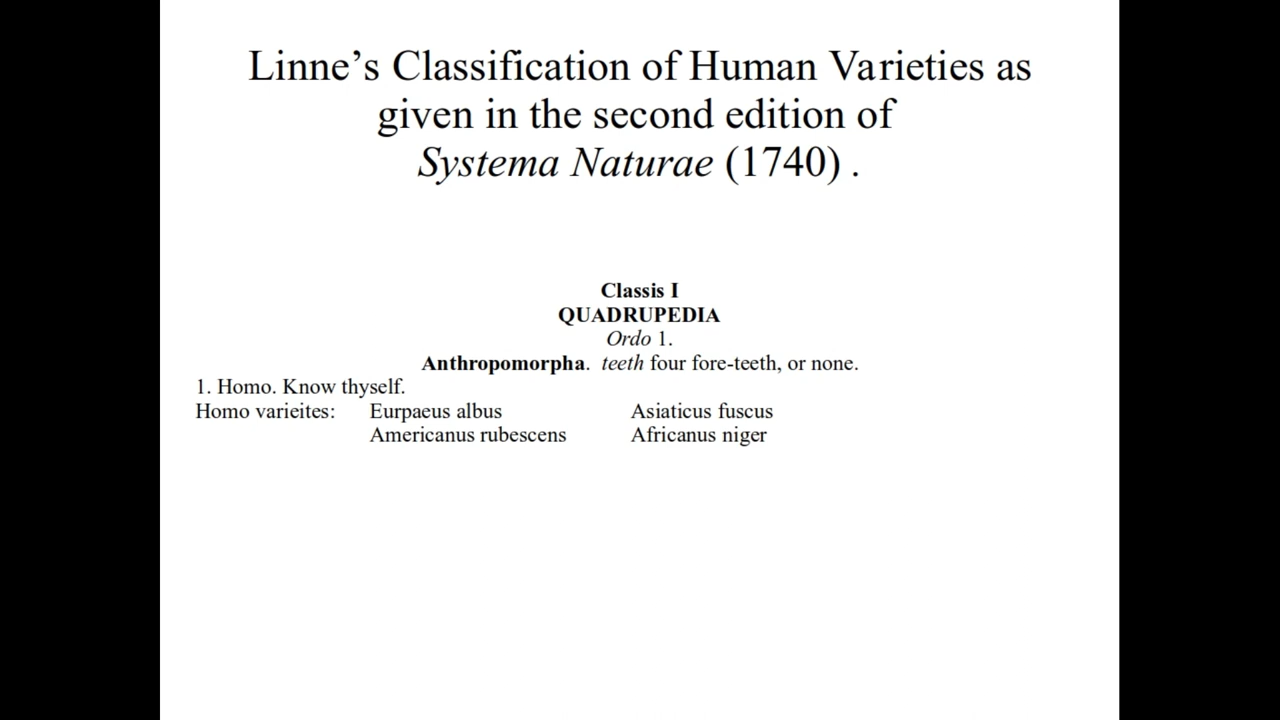 Linne’s Classification of Human Varieties as
given in the second edition of
Systema Naturae (1740) .
Classis I
QUADRUPEDIA
Ordo 1.
Anthropomorpha. teeth four fore-teeth, or none.
1. Homo. Know thyself.
Homo varieites: Eurpaeus albus Asiaticus fuscus
Americanus rubescens Africanus niger